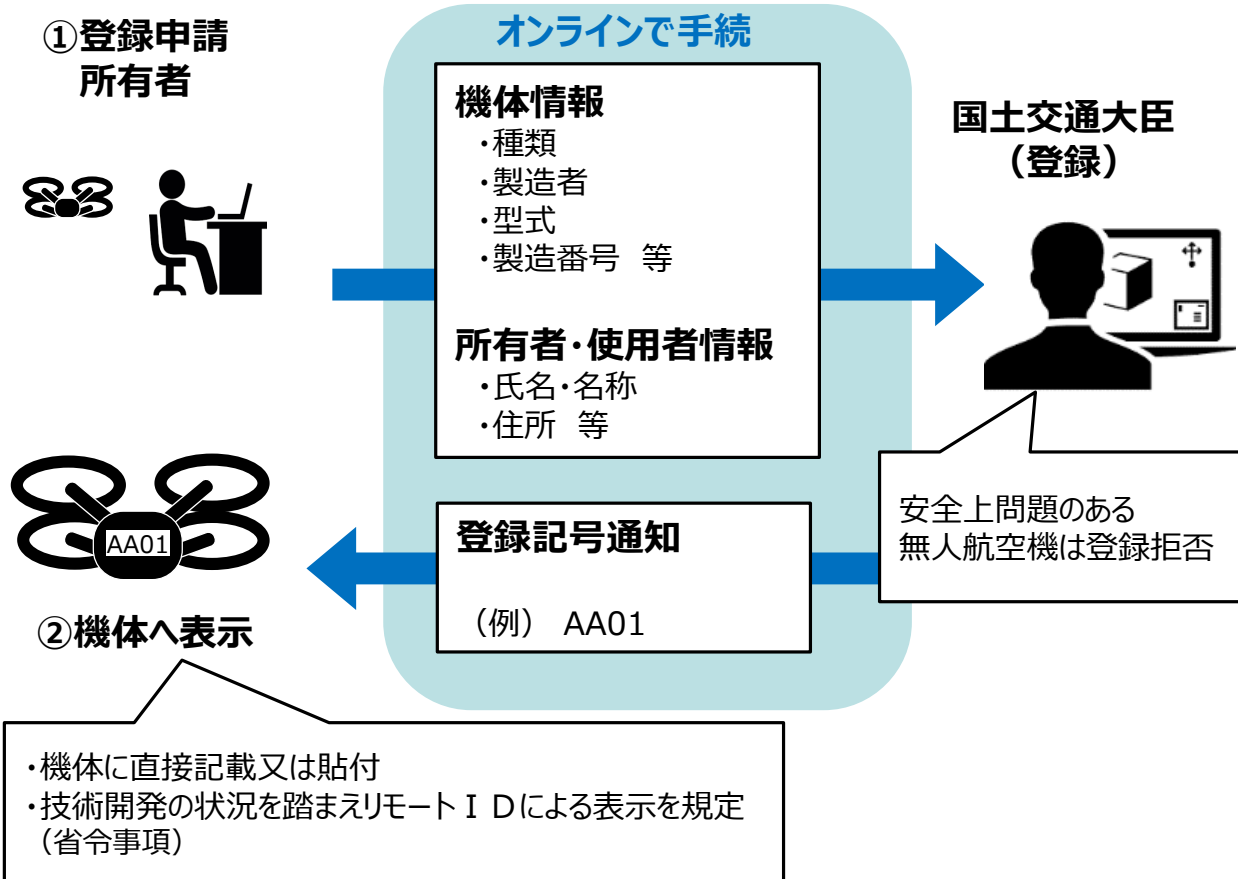 ①登録申請
所有者
オンラインで手続
機体情報
・種類
・製造者
・型式
・製造番号 等
所有者・使用者情報
・氏名・名称
・住所 等
国土交通大臣
（登録）
安全上問題のある
無人航空機は登録拒否
登録記号通知
（例） AA01
AA01
②機体へ表示
・機体に直接記載又は貼付
・技術開発の状況を踏まえリモートＩＤによる表示を規定
（省令事項）